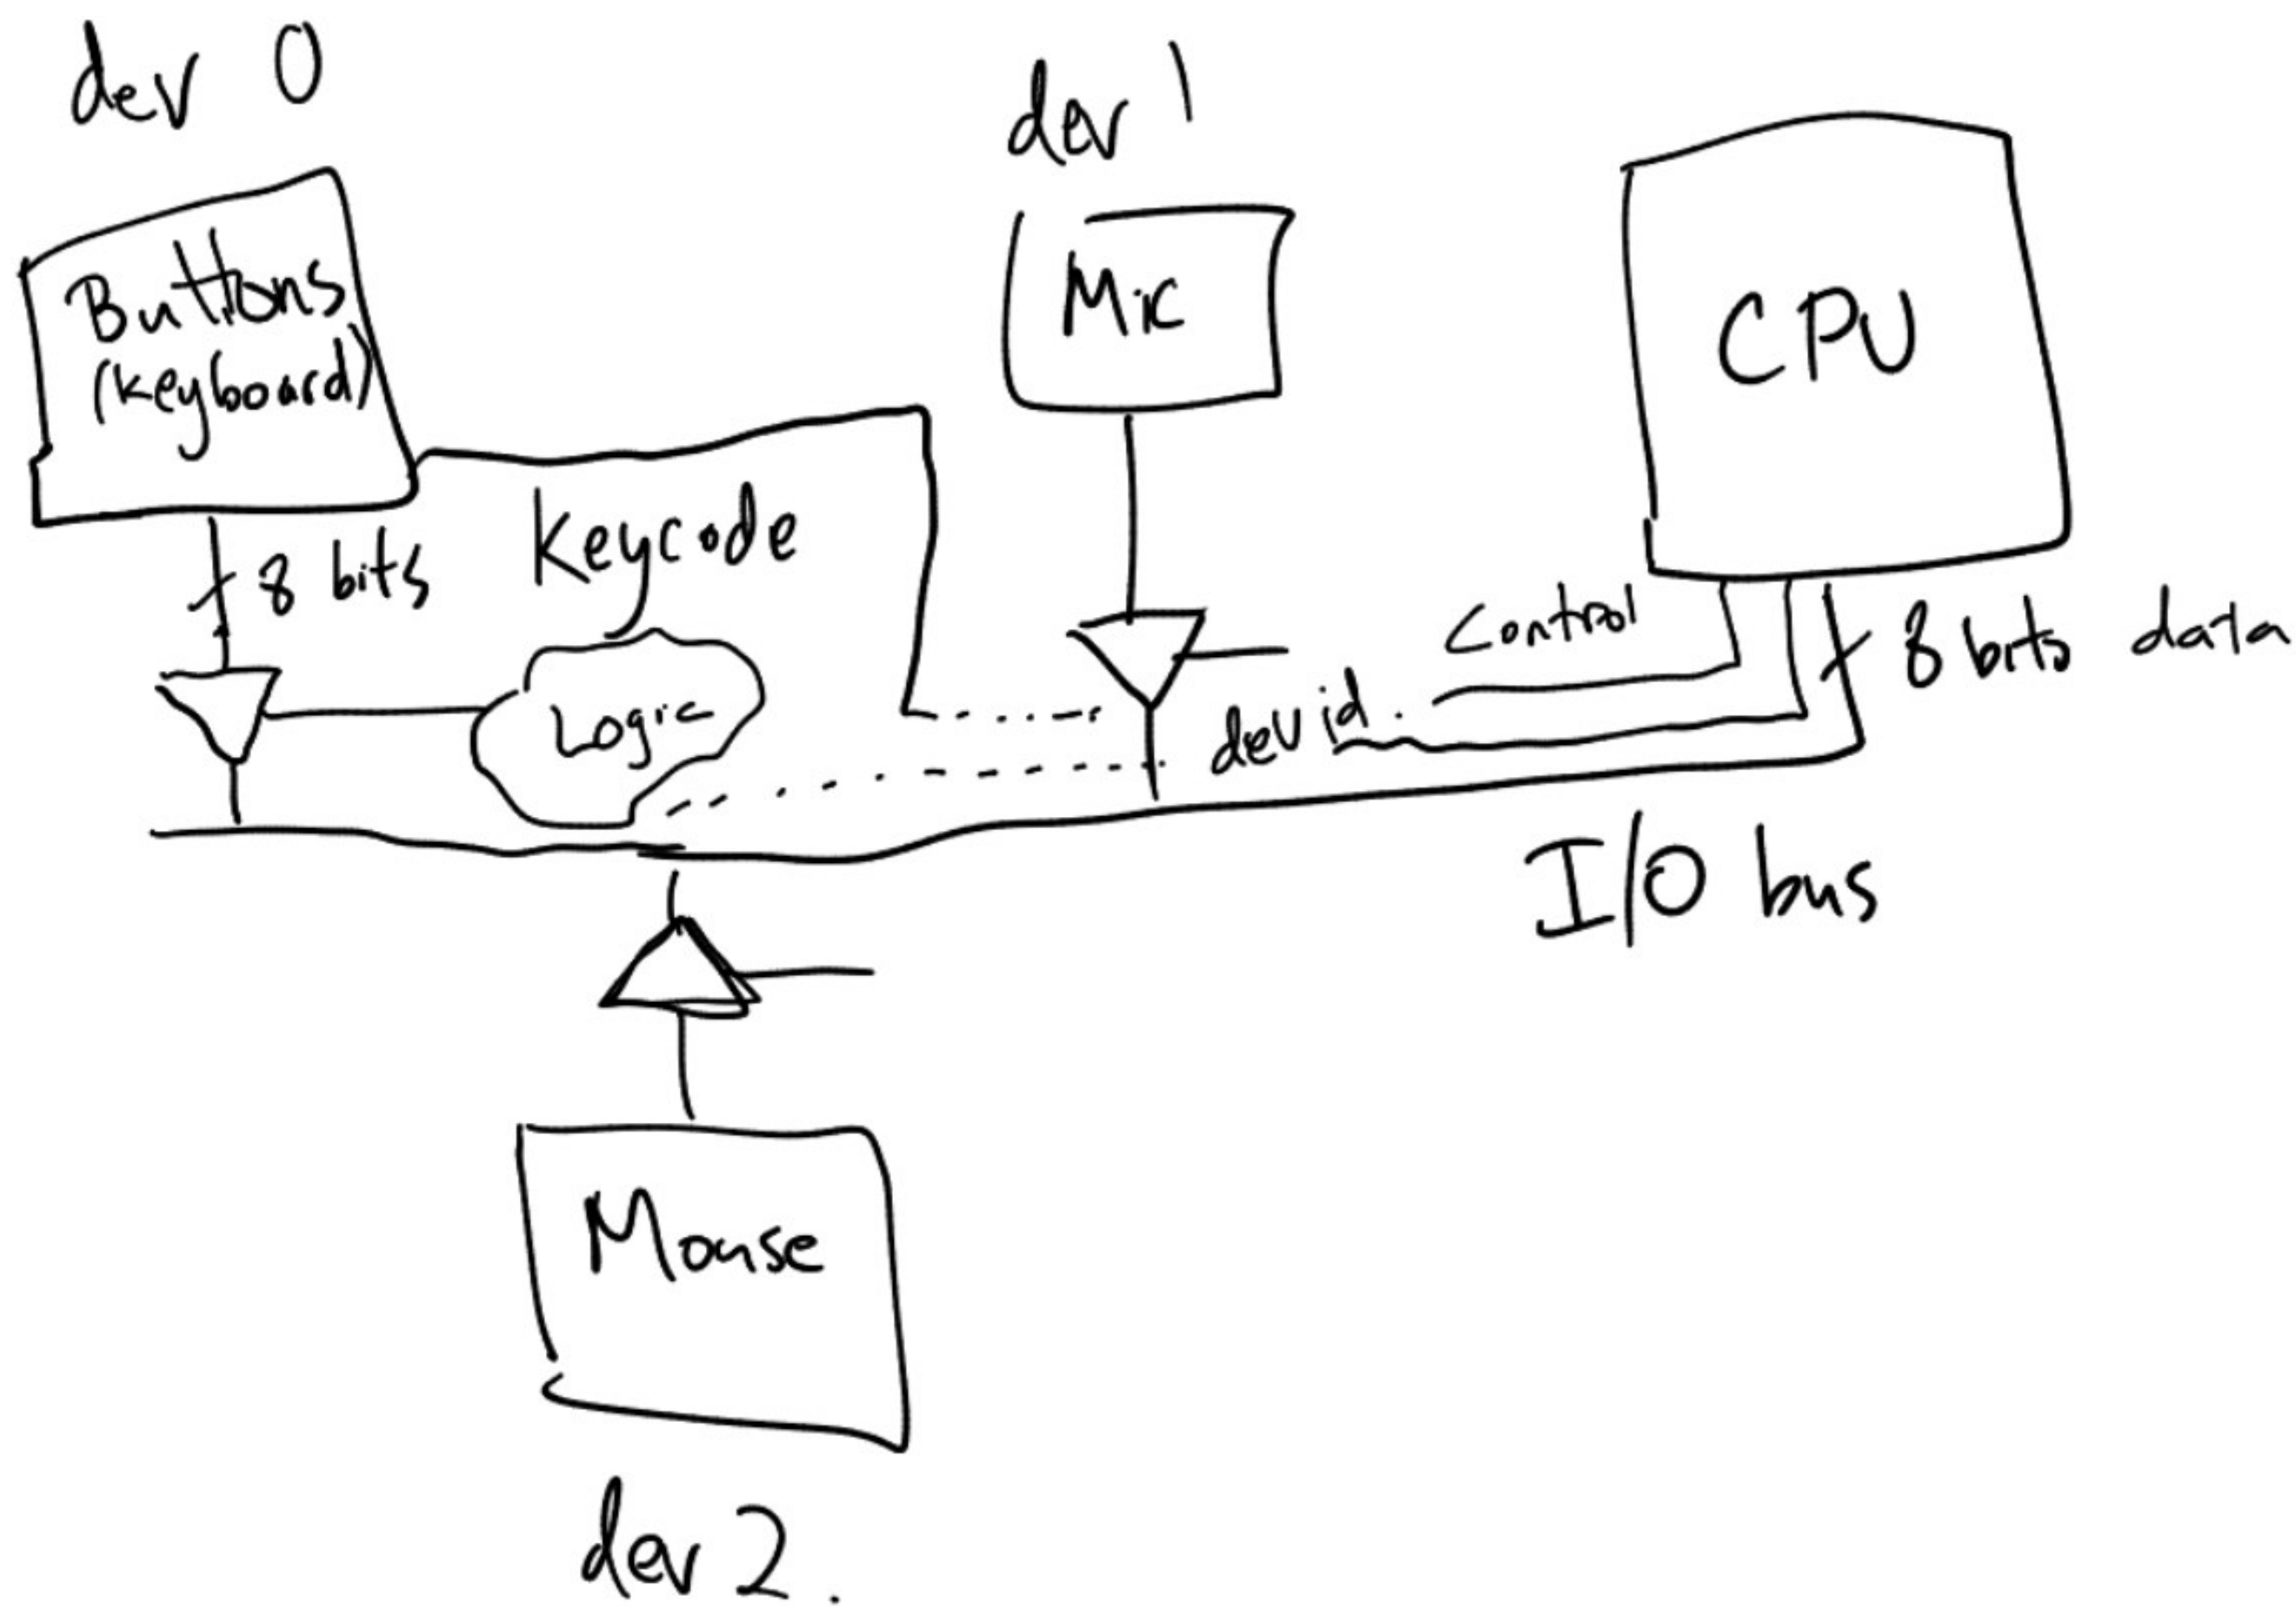 dev 0
dev 1
Buttons
(keyboard)
Mic
CPU
8 bits
Keycode
Control
8 bits data
Logic
dev id.
I/O bus
Mouse
dev 2.